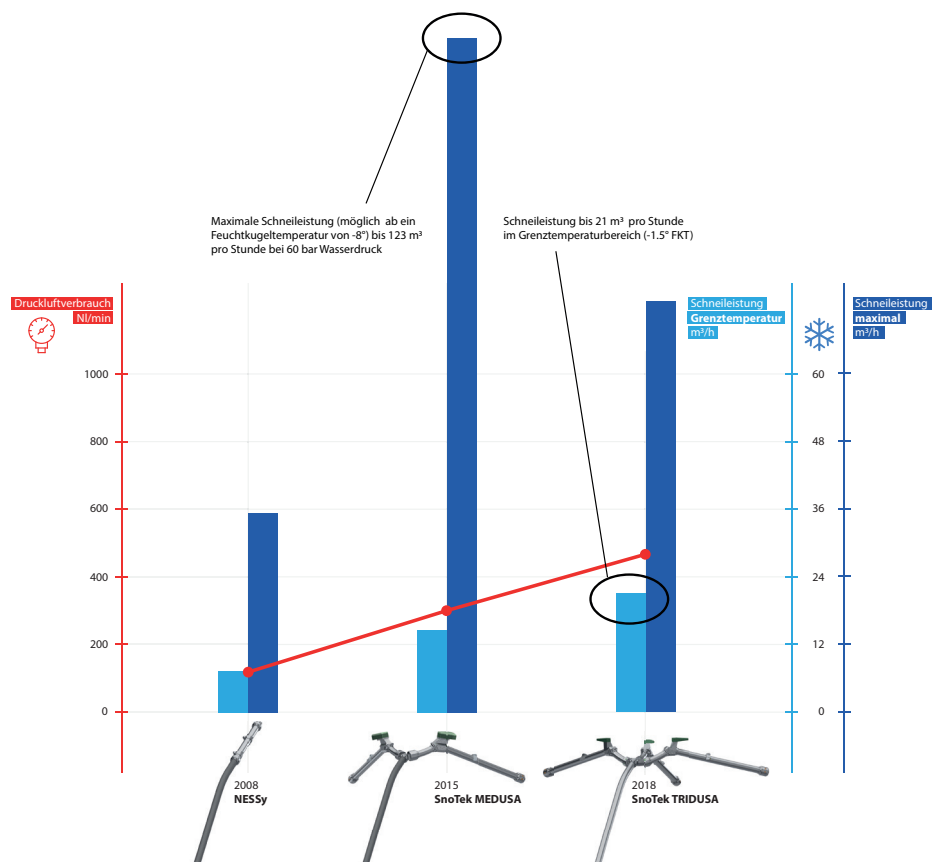 Maximale Schneileistung (möglich  ab ein
Feuchtkugeltemperatur von -8°) bis 123 m³
pro Stunde bei 60 bar Wasserdruck
Schneileistung bis 21 m³ pro Stunde
im Grenztemperaturbereich (-1.5° FKT)
Druckluftverbrauch
Nl/min
Schneileistung
Grenztemperatur
m³/h
Schneileistung
maximal
m³/h
1000
800
600
400
200
0
60
48
36
24
12
0
2008
NESSy
2015
SnoTek MEDUSA
2018
SnoTek TRIDUSA